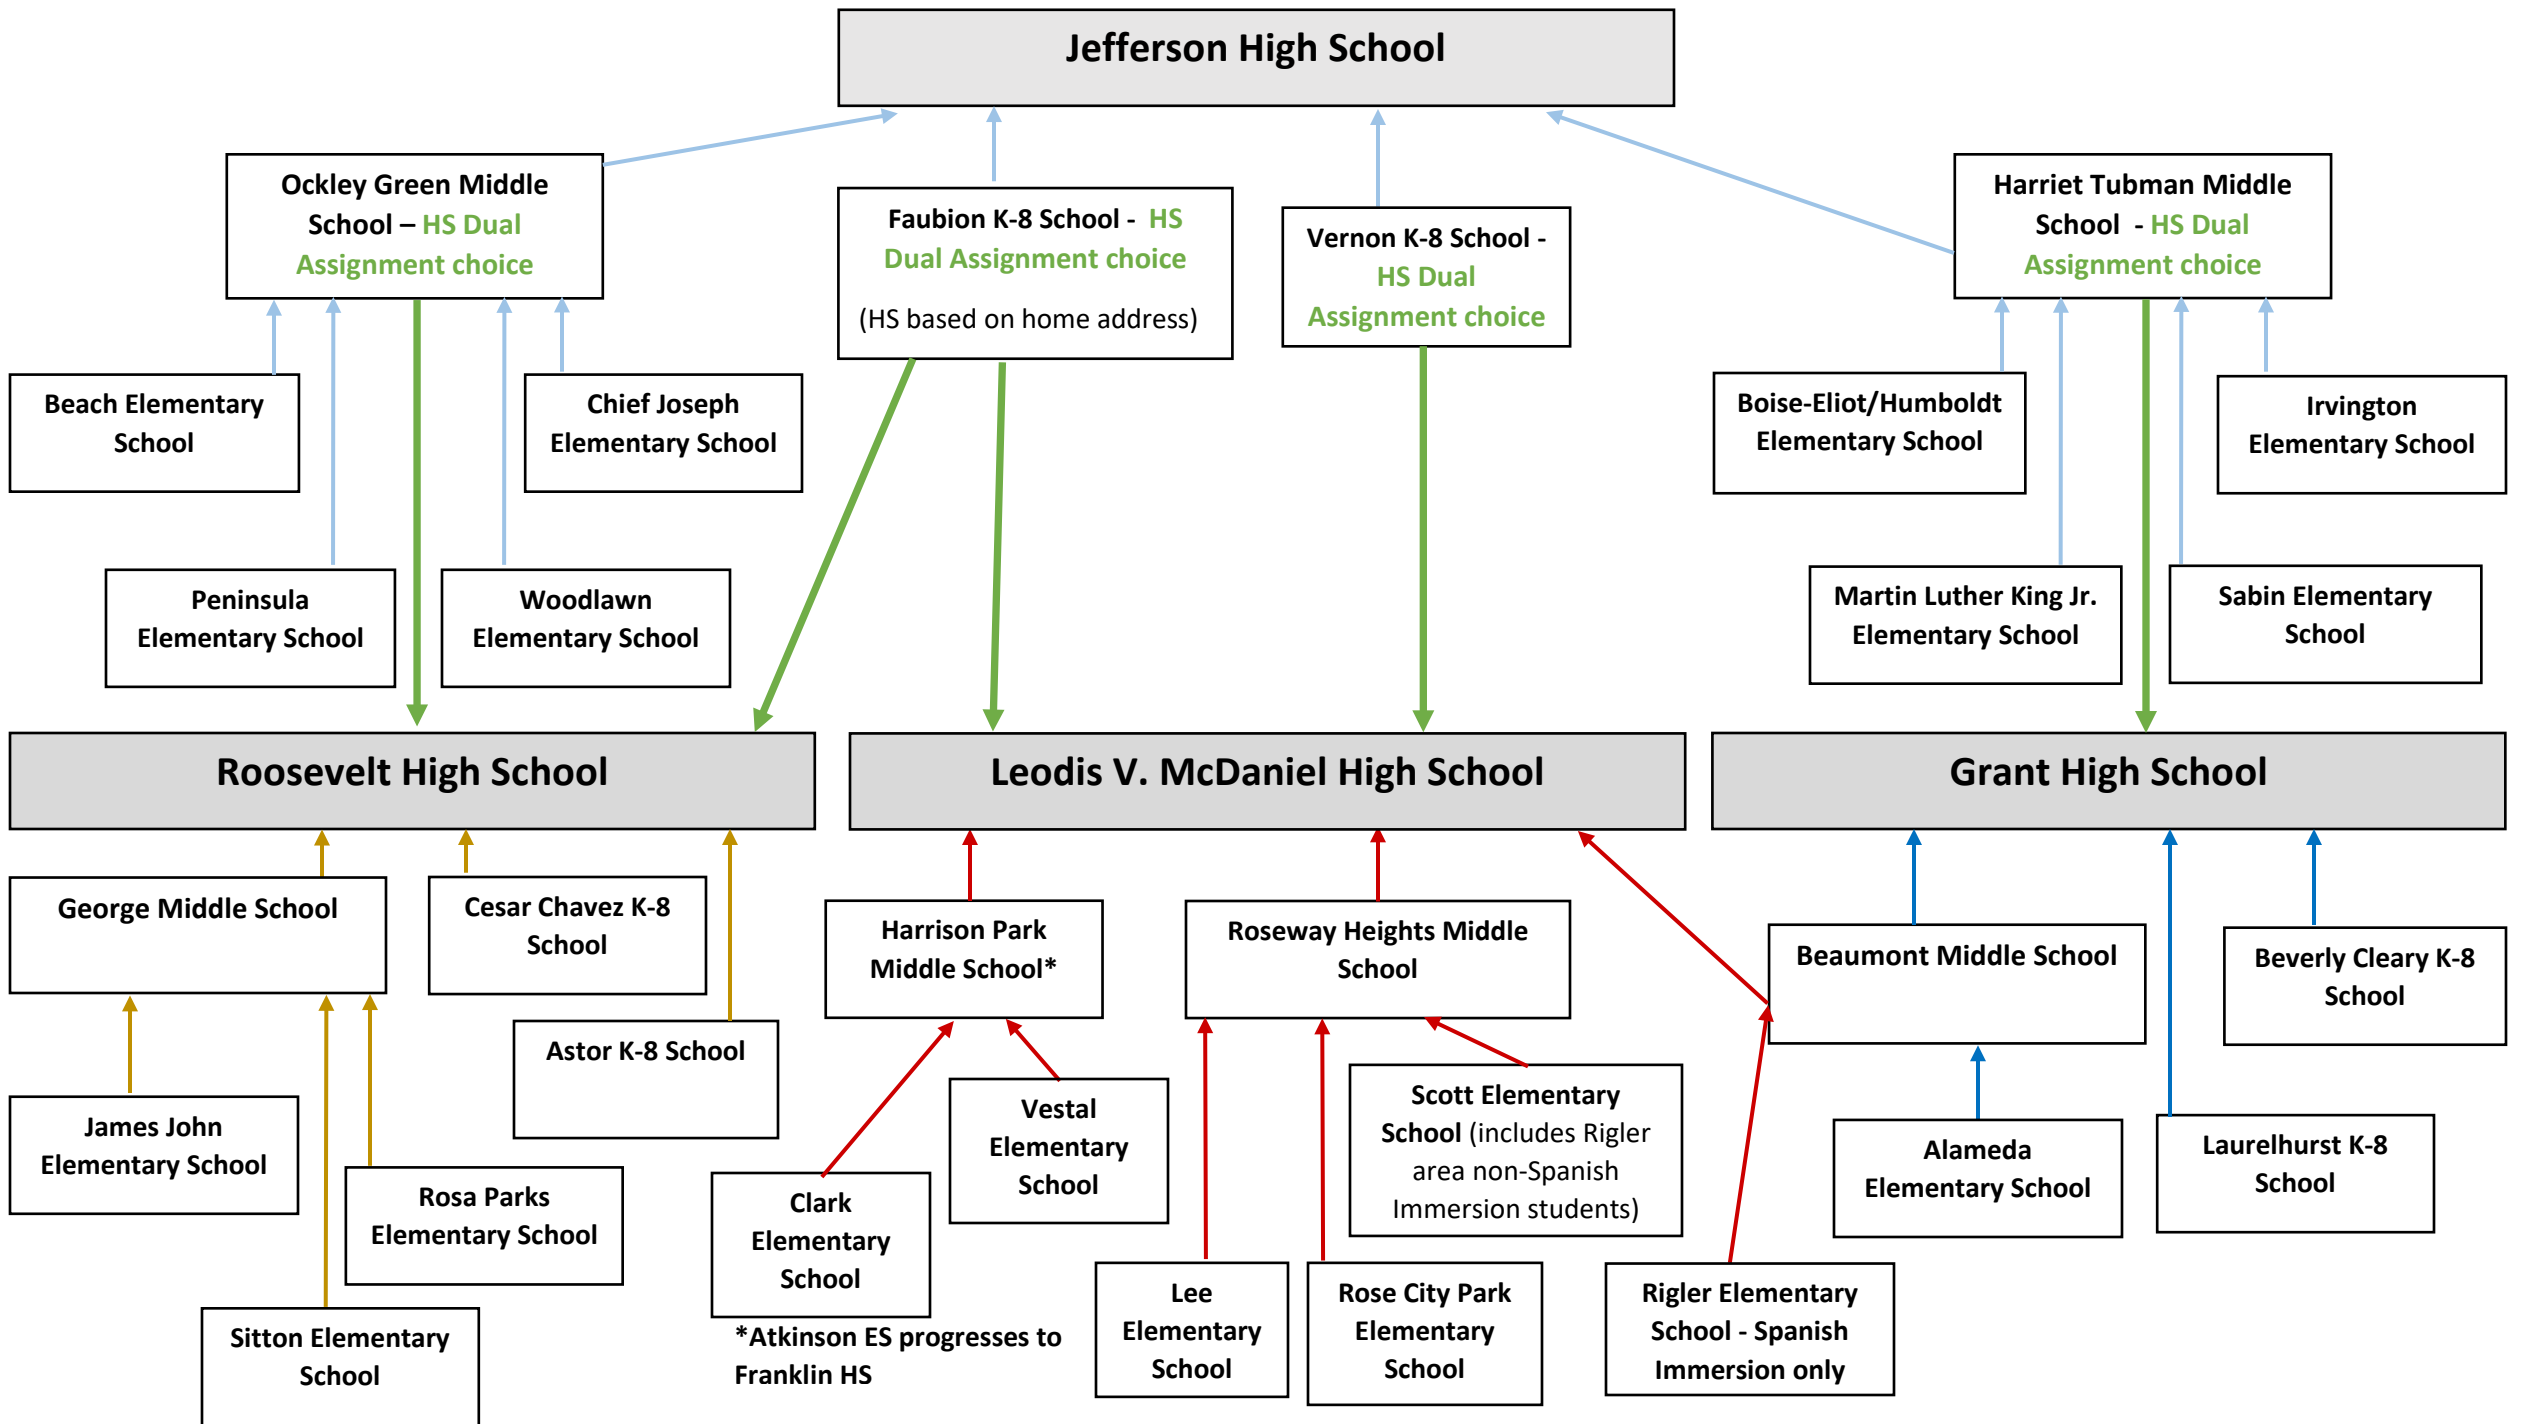 Jefferson High School
Ockley Green Middle
School – HS Dual
Assignment choice
Faubion K-8 School - HS
Dual Assignment choice
(HS based on home address)
Vernon K-8 School -
HS Dual
Assignment choice
Harriet Tubman Middle
School - HS Dual
Assignment choice
Beach Elementary
School
Chief Joseph
Elementary School
Boise-Eliot/Humboldt
Elementary School
Irvington
Elementary School
Peninsula
Elementary School
Woodlawn
Elementary School
Martin Luther King Jr.
Elementary School
Sabin Elementary
School
Roosevelt High School
Leodis V. McDaniel High School
Grant High School
George Middle School
Cesar Chavez K-8
School
Harrison Park
Middle School*
Roseway Heights Middle
School
Beaumont Middle School
Beverly Cleary K-8
School
Astor K-8 School
James John
Elementary School
Rosa Parks
Elementary School
Sitton Elementary
School
Vestal
Elementary
School
Clark
Elementary
School
*Atkinson ES progresses to
Franklin HS
Scott Elementary
School (includes Rigler
area non-Spanish
Immersion students)
Lee
Elementary
School
Rose City Park
Elementary
School
Rigler Elementary
School - Spanish
Immersion only
Alameda
Elementary School
Laurelhurst K-8
School